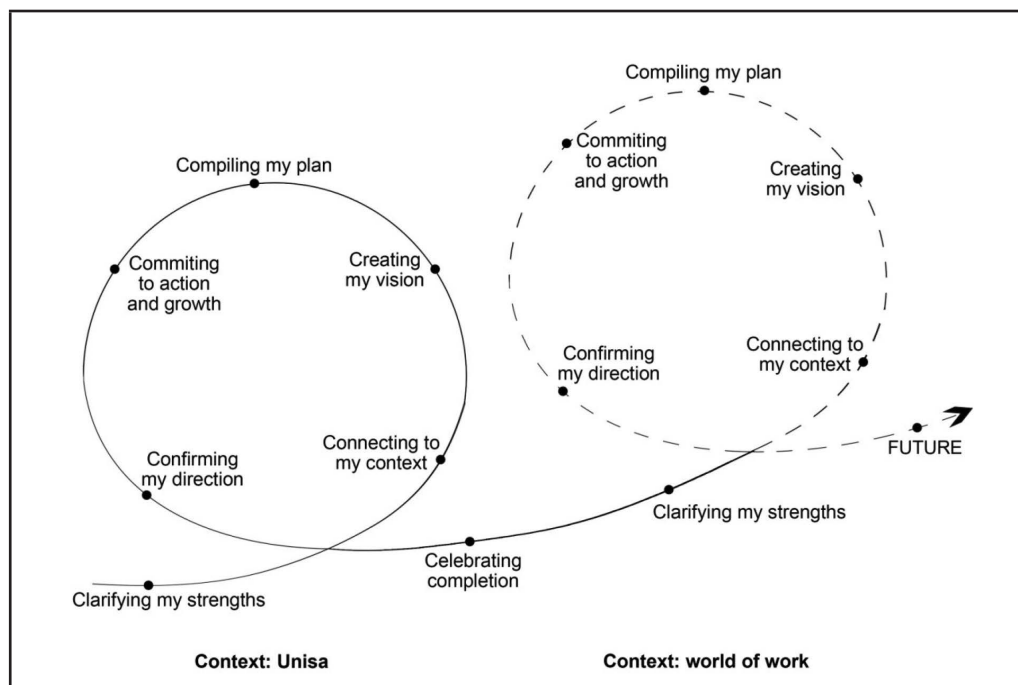 Compiling my plan
Commiting
to action
and growth
Creating
my vision
Confirming
my direction
Connecting to
my context
Clarifying my strengths
Celebrating
completion
Context: Unisa
Compiling my plan
Commiting
to action
and growth
Creating
my vision
Confirming
my direction
Connecting to
my context
FUTURE
Clarifying my strengths
Context: world of work